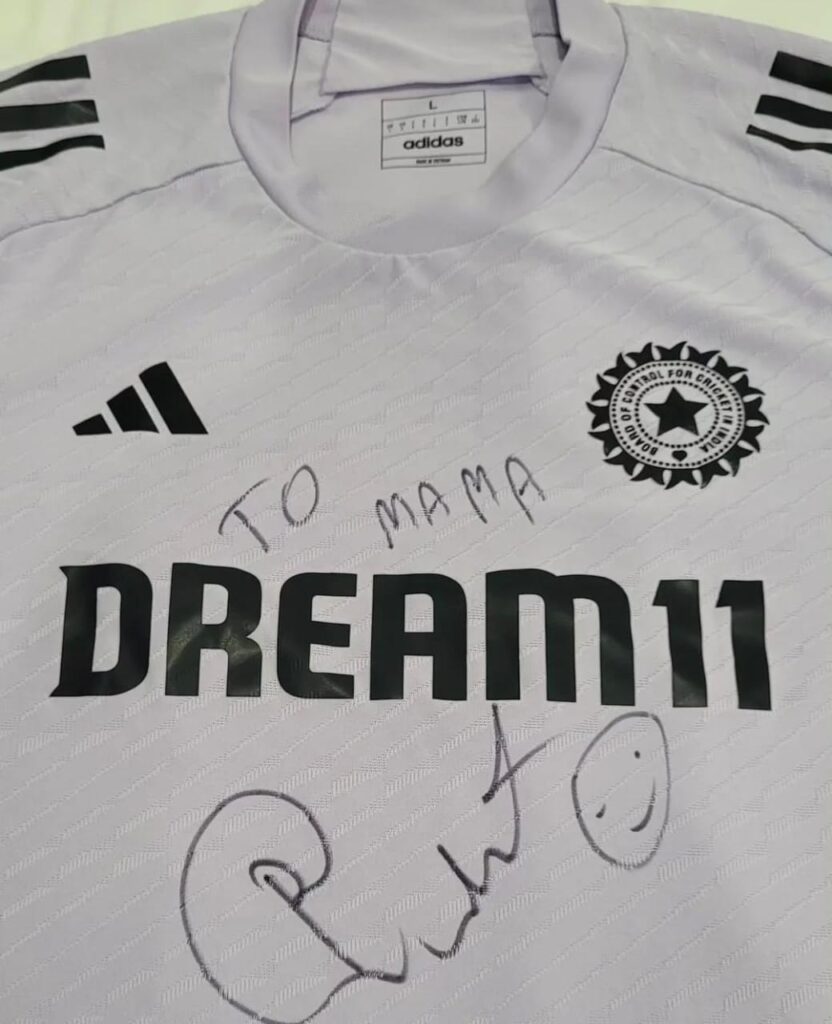 L
adidas
BOARD OF CONTROL FOR CRICKET IN INDIA
TO MAMA
DREAM11